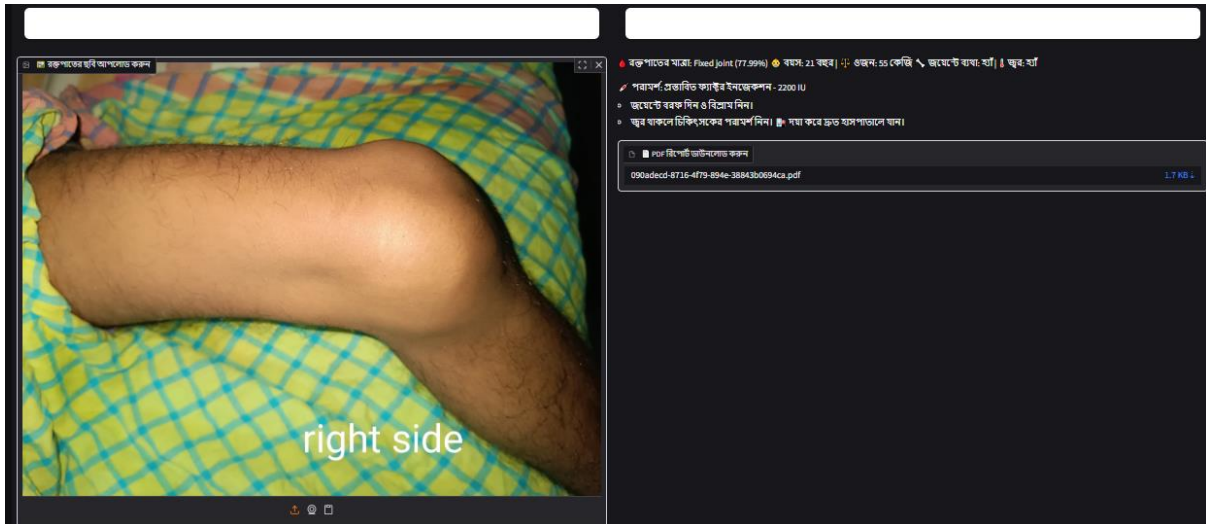 রক্তপাতের ছবি আপলোড করুন
right side
🩸 রক্তপাতের মাত্রা: Fixed joint (77.99%) 👶 বয়স: 21 বছর | ⚖️ ওজন: 55 কেজি 🦴 জয়েন্টে ব্যথা: হ্যাঁ | 🌡 জ্বর: হ্যাঁ
🚀 পরামর্শ: প্রস্তাবিত ফ্যাক্টর ইনজেকশন - 2200 IU
জয়েন্টে বরফ দিন ও বিশ্রাম নিন।
জ্বর থাকলে চিকিৎসকের পরামর্শ নিন। দয়া করে দ্রুত হাসপাতালে যান।
PDF রিপোর্ট ডাউনলোড করুন
090adecd-8716-4f79-894e-38843b0694ca.pdf
1.7 KB ↓